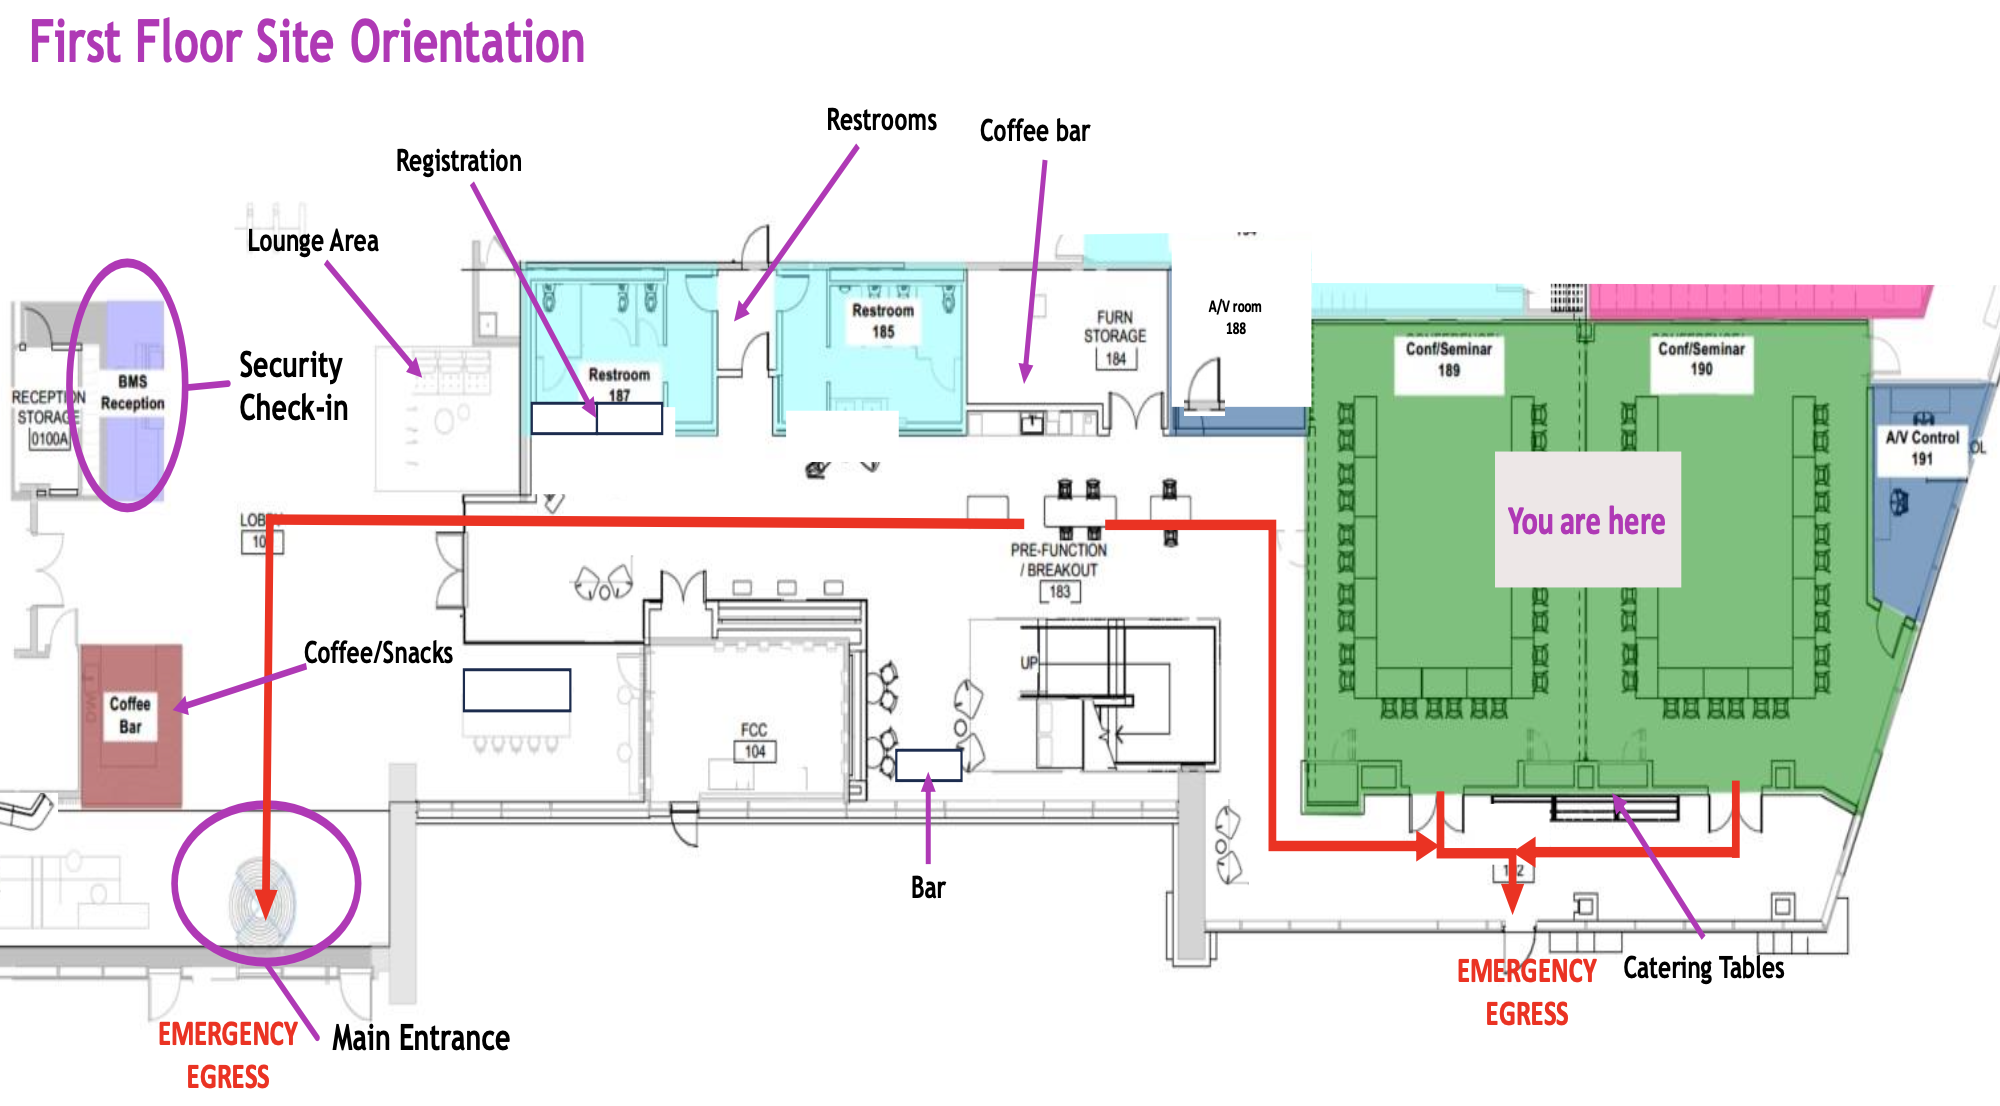 First Floor Site Orientation
Restrooms
Coffee bar
Registration
Lounge Area
Security
Check-in
BMS
Reception
RECEPTION
STORAGE
0100A
Restroom
187
Restroom
185
FURN
STORAGE
184
A/V room
188
Conf/Seminar
189
Conf/Seminar
190
A/V Control
191
OL
You are here
LOBBY
PRE-FUNCTION
/ BREAKOUT
183
UP
Coffee/Snacks
Coffee
Bar
FCC
104
Bar
Catering Tables
EMERGENCY
EGRESS
EMERGENCY
EGRESS
Main Entrance